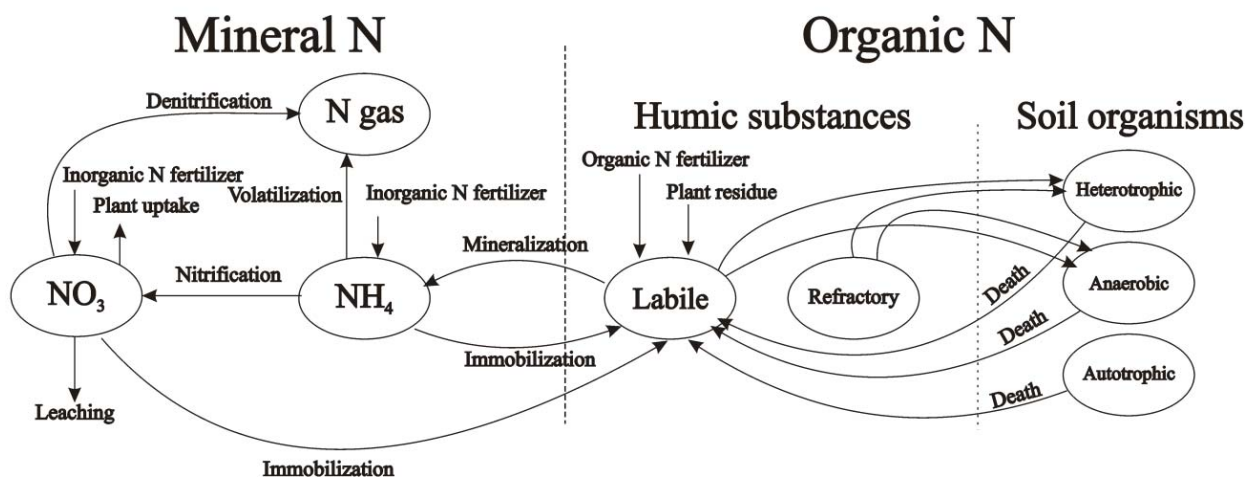 Mineral N
Organic N
Humic substances
Soil organisms
Denitrification
N gas
Organic N fertilizer
Inorganic N fertilizer
Plant uptake
Volatilization
Inorganic N fertilizer
Plant residue
Heterotrophic
Mineralization
Nitrification
NO₃
NH₄
Labile
Refractory
Anaerobic
Death
Death
Immobilization
Autotrophic
Death
Leaching
Immobilization